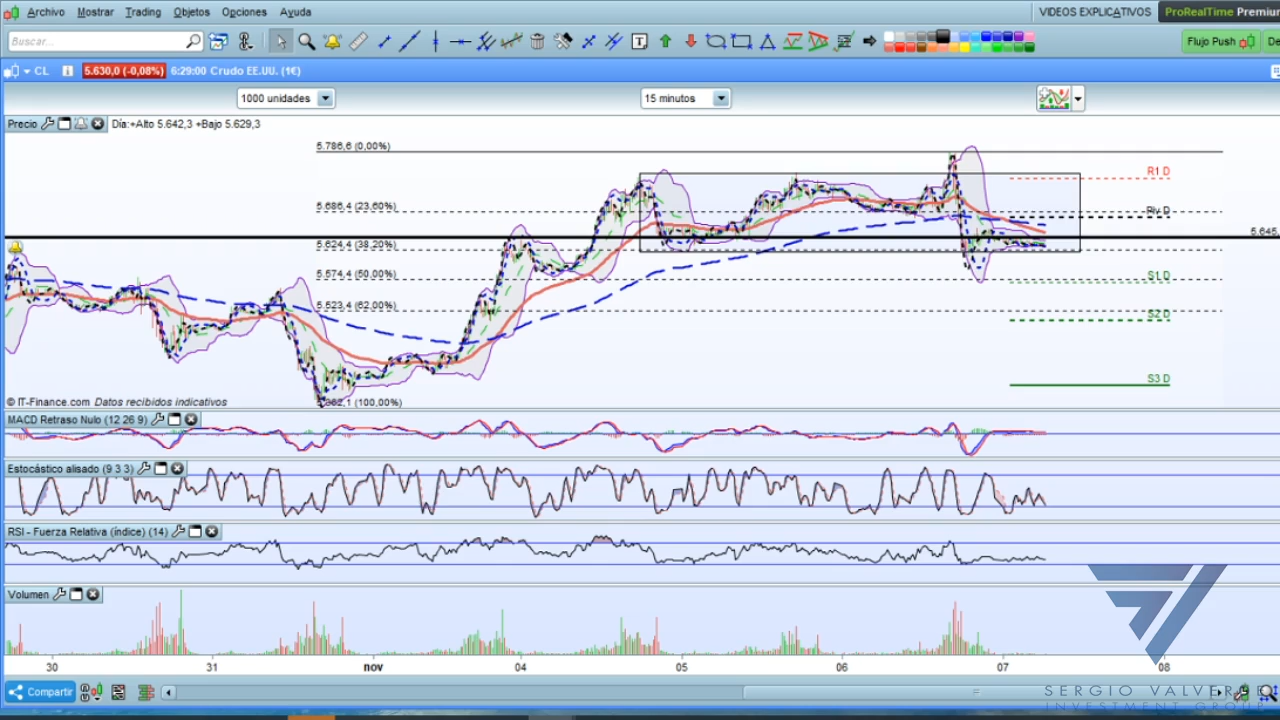 Archivo Mostrar Trading Objetos Opciones Ayuda
VIDEOS EXPLICATIVOS ProRealTime Premium
Buscar...
Flujo Push
CL 5.630,0 (-0,08%) 6:29:00 Crudo EE.UU. (1€)
1000 unidades 15 minutos
Precio Día:+Alto 5.642,3 +Bajo 5.629,3
5.786,6 (0,00%)
R1 D
5.686,4 (23,60%)
Piv D
5.645
5.624,4 (38,20%)
5.574,4 (50,00%)
S1 D
5.523,4 (62,00%)
S2 D
S3 D
© IT-Finance.com Datos recibidos indicativos
(100,00%)
MACD Retraso Nulo (12 26 9)
Estocástico alisado (9 3 3)
RSI - Fuerza Relativa (índice) (14)
Volumen
30 31 nov 04 05 06 07 08
Compartir
SERGIO VALVERDE
INVESTMENT GROUP